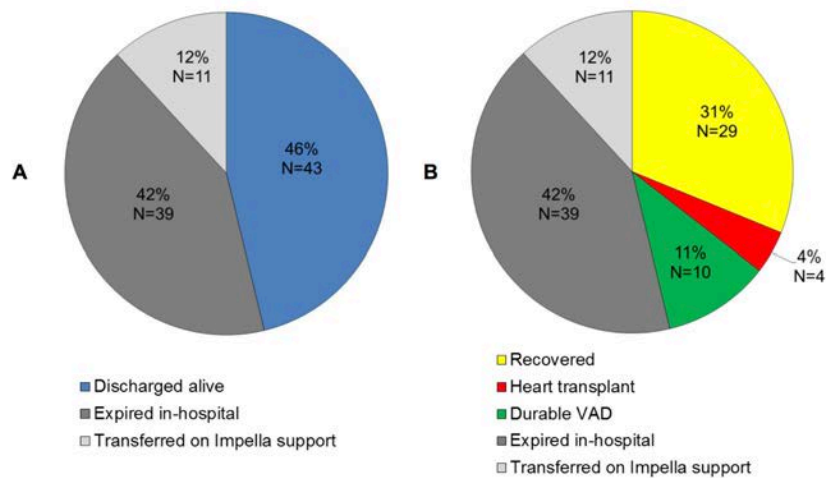 A
12%
N=11
46%
N=43
42%
N=39
Discharged alive
Expired in-hospital
Transferred on Impella support
B
12%
N=11
31%
N=29
42%
N=39
11%
N=10
4%
N=4
Recovered
Heart transplant
Durable VAD
Expired in-hospital
Transferred on Impella support